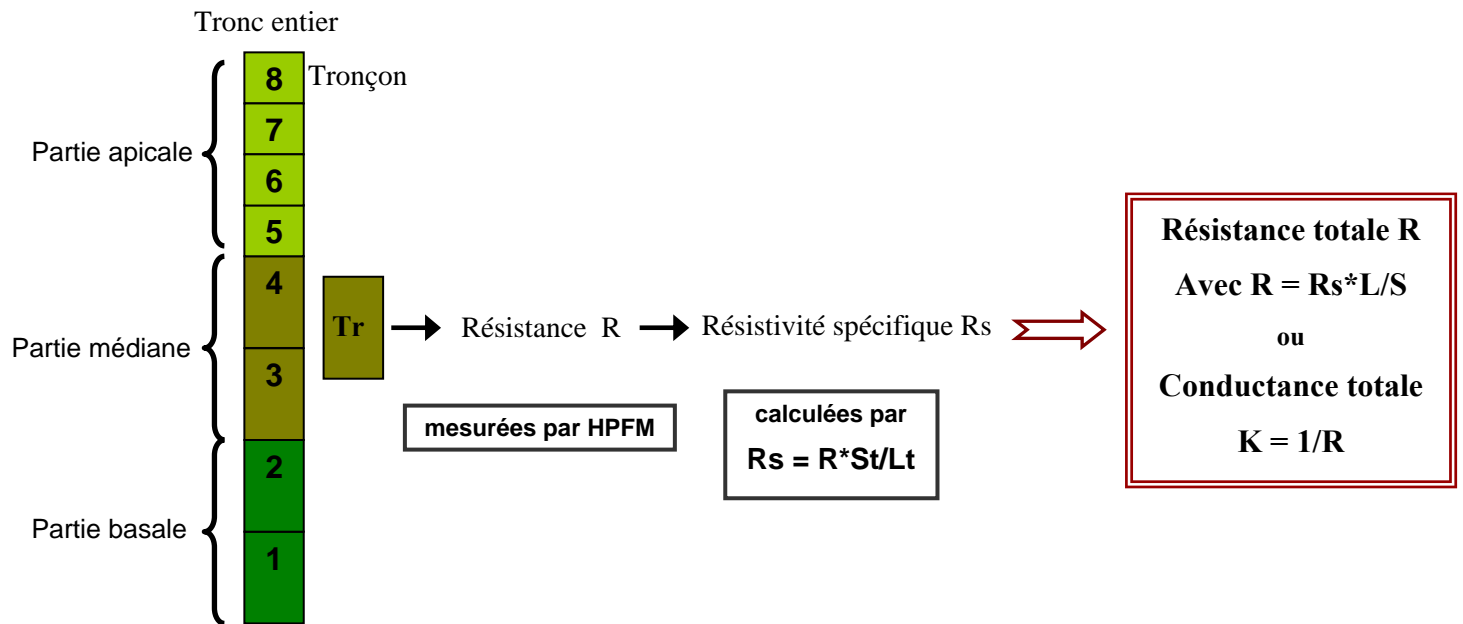 Tronc entier
8
Tronçon
7
Partie apicale
6
5
4
Tr
Résistance R
Résistivité spécifique Rs
Partie médiane
3
mesurées par HPFM
calculées par
Rs = R*St/Lt
2
Partie basale
1
Résistance totale R
Avec R = Rs*L/S
ou
Conductance totale
K = 1/R